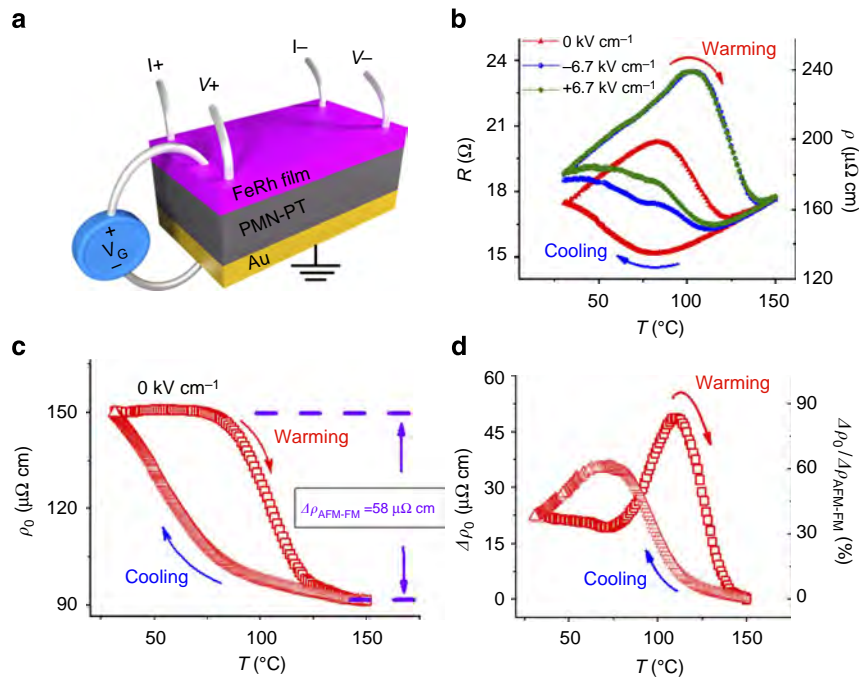 a
I+
V+
I–
V–
FeRh film
PMN-PT
Au
+
V_G
–
b
0 kV cm⁻¹
–6.7 kV cm⁻¹
+6.7 kV cm⁻¹
Warming
Cooling
24
21
18
15
R (Ω)
240
200
160
120
ρ (μΩ cm)
50
100
150
T (°C)
c
0 kV cm⁻¹
Warming
Δρ_AFM-FM =58 μΩ cm
Cooling
150
120
90
ρ₀ (μΩ cm)
50
100
150
T (°C)
d
Warming
Cooling
60
45
30
15
0
Δρ₀ (μΩ cm)
90
60
30
0
Δρ₀/Δρ_AFM-FM (%)
50
100
150
T (°C)